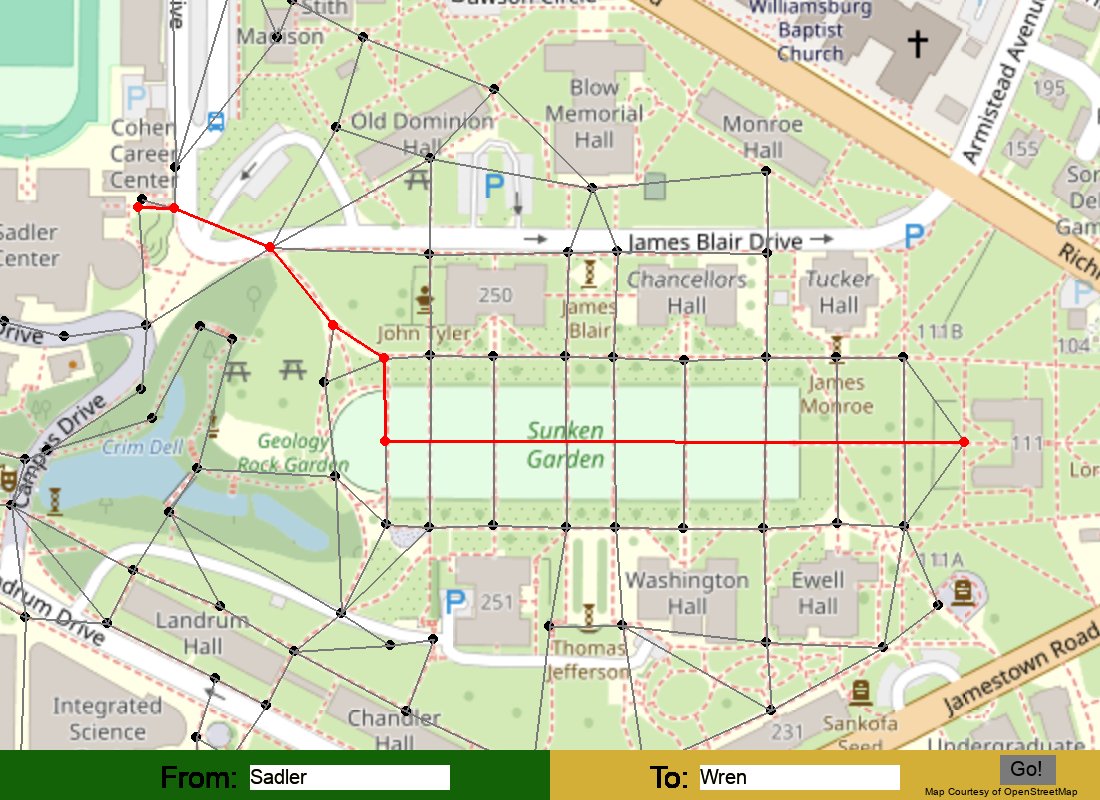 Smith
Madison
Dawson Circle
Williamsburg
Baptist
Church
Armistead Avenue
195
155
P
Cohen
Career
Center
Old Dominion
Hall
Blow
Memorial
Hall
Monroe
Hall
P
Sadler
Center
James Blair Drive
P
250
James
Blair
Chancellors
Hall
Tucker
Hall
111B
104
P
John Tyler
James
Monroe
Drive
Campus Drive
Crim Dell
Geology
Rock Garden
Sunken
Garden
111
111A
Landrum Drive
Landrum
Hall
P
251
Washington
Hall
Ewell
Hall
Thomas
Jefferson
Integrated
Science
Chandler
Hall
231
Sankofa
Seed
Jamestown Road
Undergraduate
From: Sadler
To: Wren
Go!
Map Courtesy of OpenStreetMap